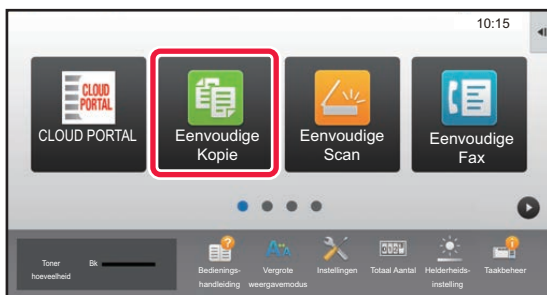 10:15
CLOUD
PORTAL
CLOUD PORTAL
Eenvoudige
Kopie
Eenvoudige
Scan
Eenvoudige
Fax
Toner
hoeveelheid
Bk
Bedienings-
handleiding
Vergrote
weergavemodus
Instellingen
Totaal Aantal
Helderheids-
instelling
Taakbeheer